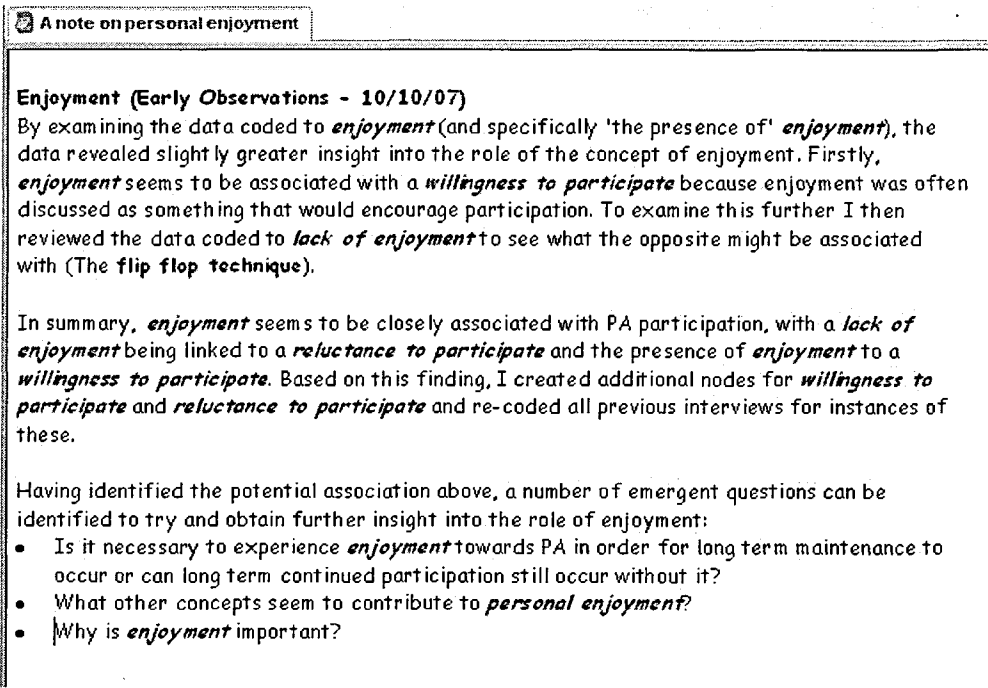 A note on personal enjoyment
Enjoyment (Early Observations - 10/10/07)
By examining the data coded to enjoyment (and specifically 'the presence of' enjoyment), the
data revealed slightly greater insight into the role of the concept of enjoyment. Firstly,
enjoyment seems to be associated with a willingness to participate because enjoyment was often
discussed as something that would encourage participation. To examine this further I then
reviewed the data coded to lack of enjoyment to see what the opposite might be associated
with (The flip flop technique).
In summary, enjoyment seems to be closely associated with PA participation, with a lack of
enjoyment being linked to a reluctance to participate and the presence of enjoyment to a
willingness to participate. Based on this finding, I created additional nodes for willingness to
participate and reluctance to participate and re-coded all previous interviews for instances of
these.
Having identified the potential association above, a number of emergent questions can be
identified to try and obtain further insight into the role of enjoyment:
• Is it necessary to experience enjoyment towards PA in order for long term maintenance to
occur or can long term continued participation still occur without it?
• What other concepts seem to contribute to personal enjoyment?
• Why is enjoyment important?